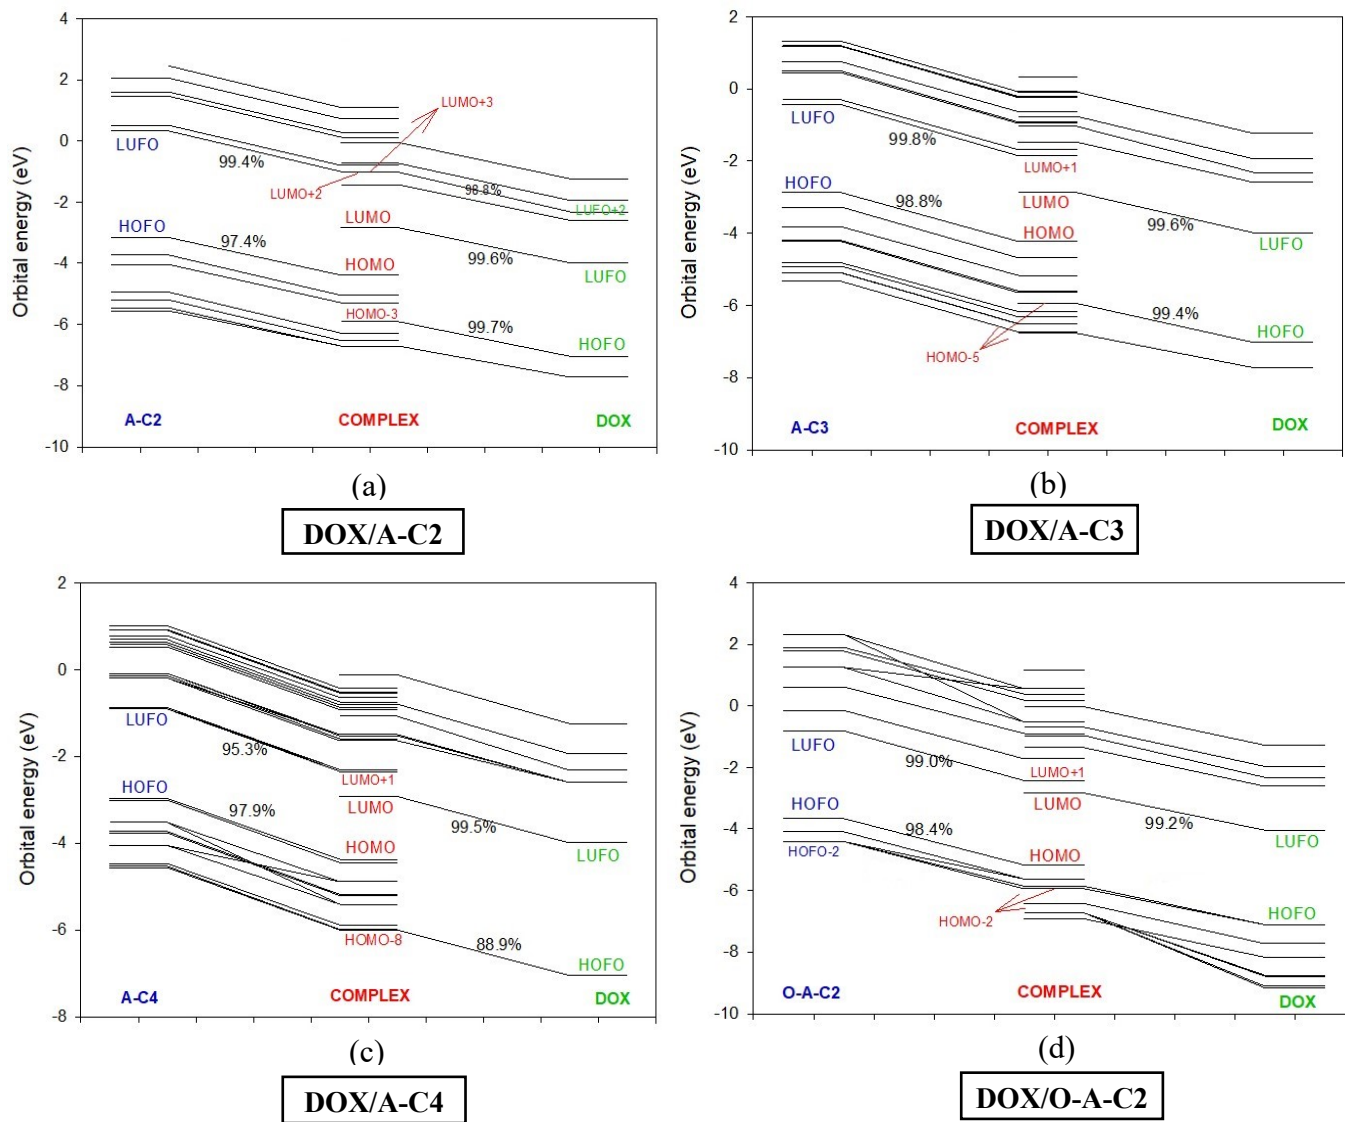 4
2
0
-2
-4
-6
-8
-10
Orbital energy (eV)
LUMO+3
LUFO
99.4%
LUMO+2
98.8%
LUFO+2
HOFO
97.4%
LUMO
HOMO
99.6%
LUFO
HOMO-3
99.7%
HOFO
A-C2
COMPLEX
DOX
(a)
DOX/A-C2
2
0
-2
-4
-6
-8
-10
Orbital energy (eV)
LUFO
99.8%
LUMO+1
HOFO
98.8%
LUMO
HOMO
99.6%
LUFO
99.4%
HOFO
HOMO-5
A-C3
COMPLEX
DOX
(b)
DOX/A-C3
2
0
-2
-4
-6
-8
Orbital energy (eV)
LUFO
95.3%
LUMO+1
HOFO
97.9%
LUMO
99.5%
HOMO
LUFO
HOMO-8
88.9%
HOFO
A-C4
COMPLEX
DOX
(c)
DOX/A-C4
4
2
0
-2
-4
-6
-8
-10
Orbital energy (eV)
LUFO
99.0%
LUMO+1
HOFO
LUMO
99.2%
98.4%
LUFO
HOFO-2
HOMO
HOMO-2
HOFO
O-A-C2
COMPLEX
DOX
(d)
DOX/O-A-C2